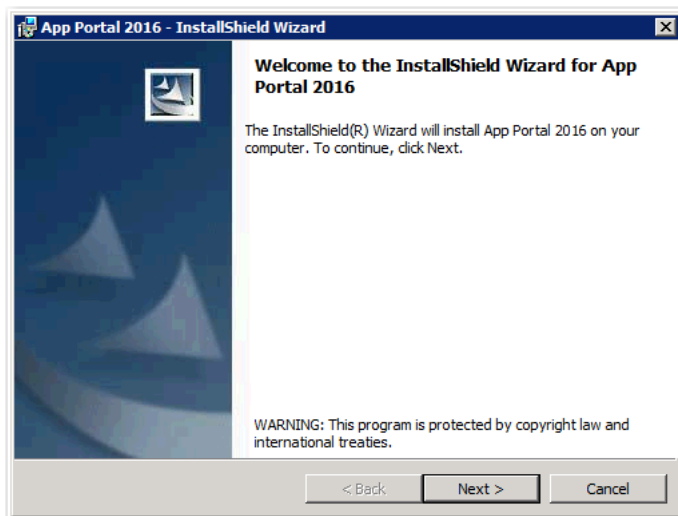 App Portal 2016 - InstallShield Wizard
Welcome to the InstallShield Wizard for App
Portal 2016
The InstallShield(R) Wizard will install App Portal 2016 on your
computer. To continue, click Next.
WARNING: This program is protected by copyright law and
international treaties.
< Back
Next >
Cancel